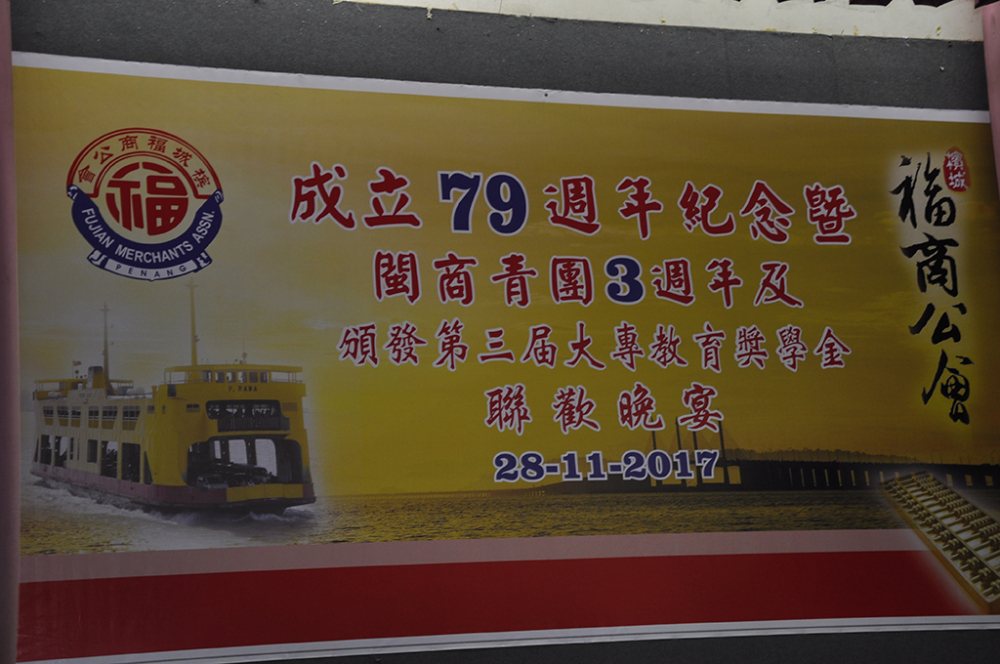 檳城福商公會
福
FUJIAN MERCHANTS ASSN.
PENANG
成立79週年紀念暨
閩商青團3週年及
頒發第三届大專教育獎學金
聯歡晚宴
28-11-2017
檳城
福商公會
P. RAWA